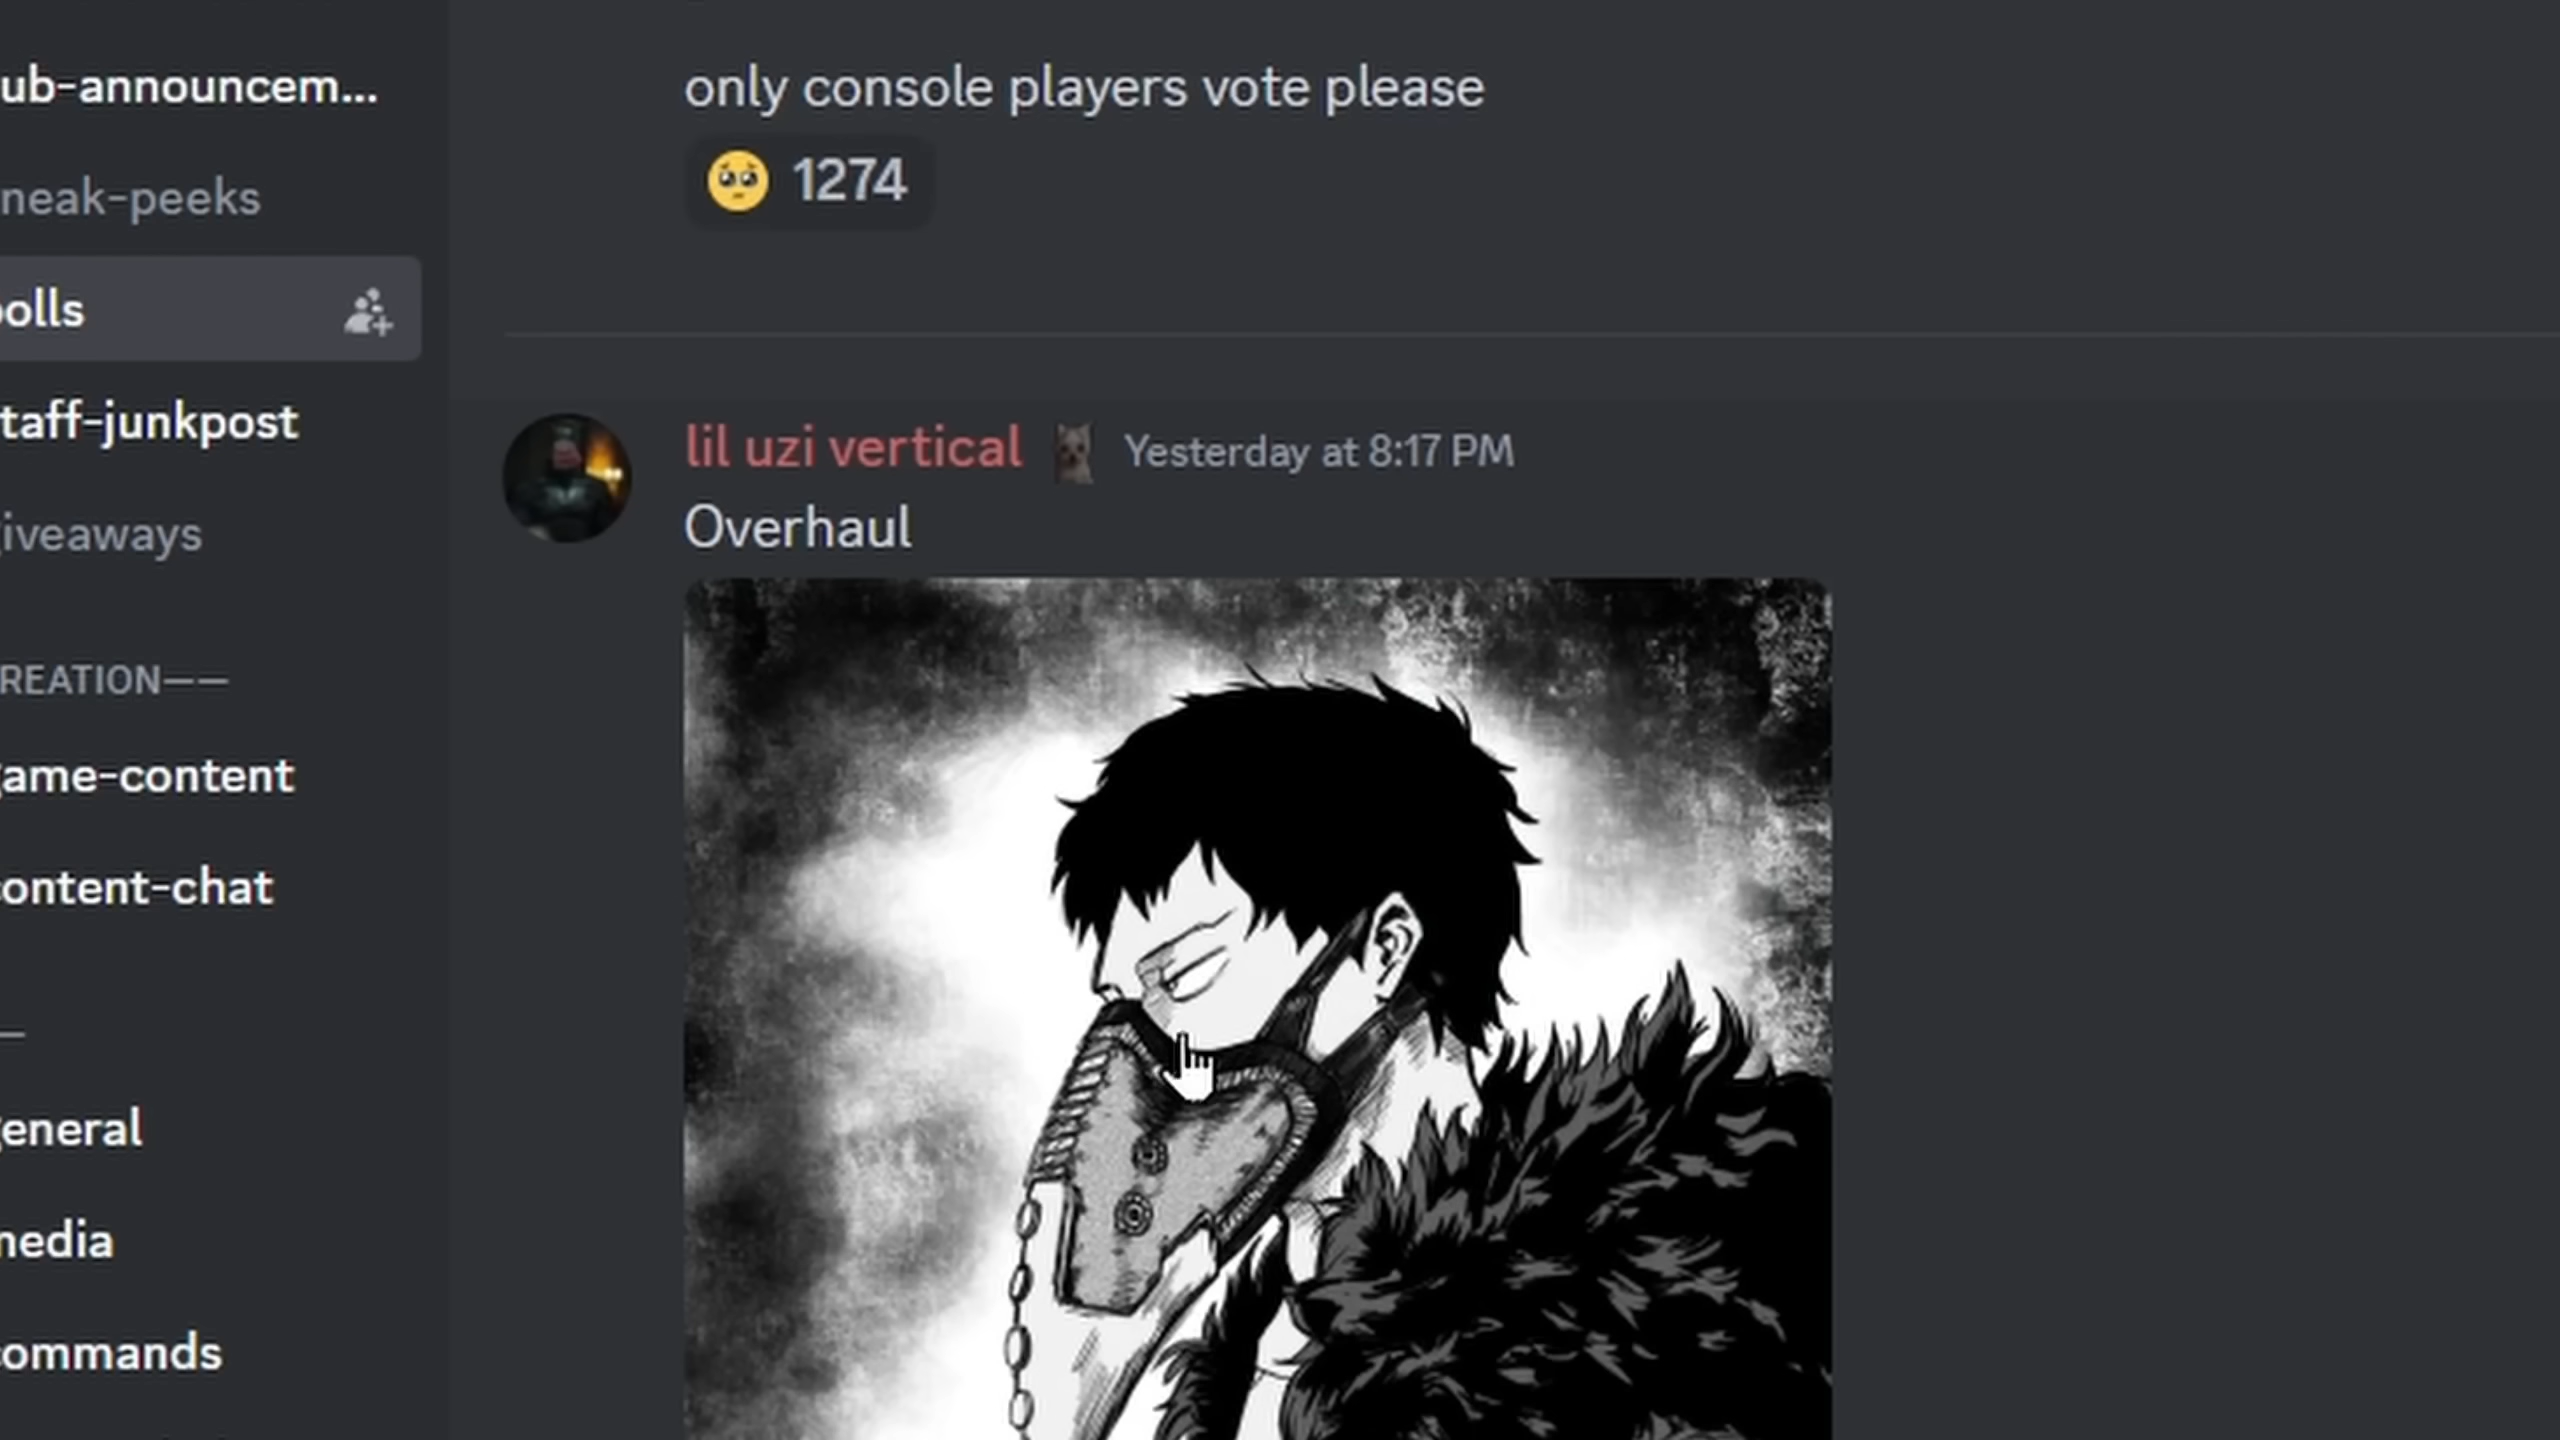 ub-announcem...
neak-peeks
olls
taff-junkpost
iveaways
REATION——
ame-content
ontent-chat
—
eneral
nedia
ommands
only console players vote please
🥺 1274
lil uzi vertical Yesterday at 8:17 PM
Overhaul